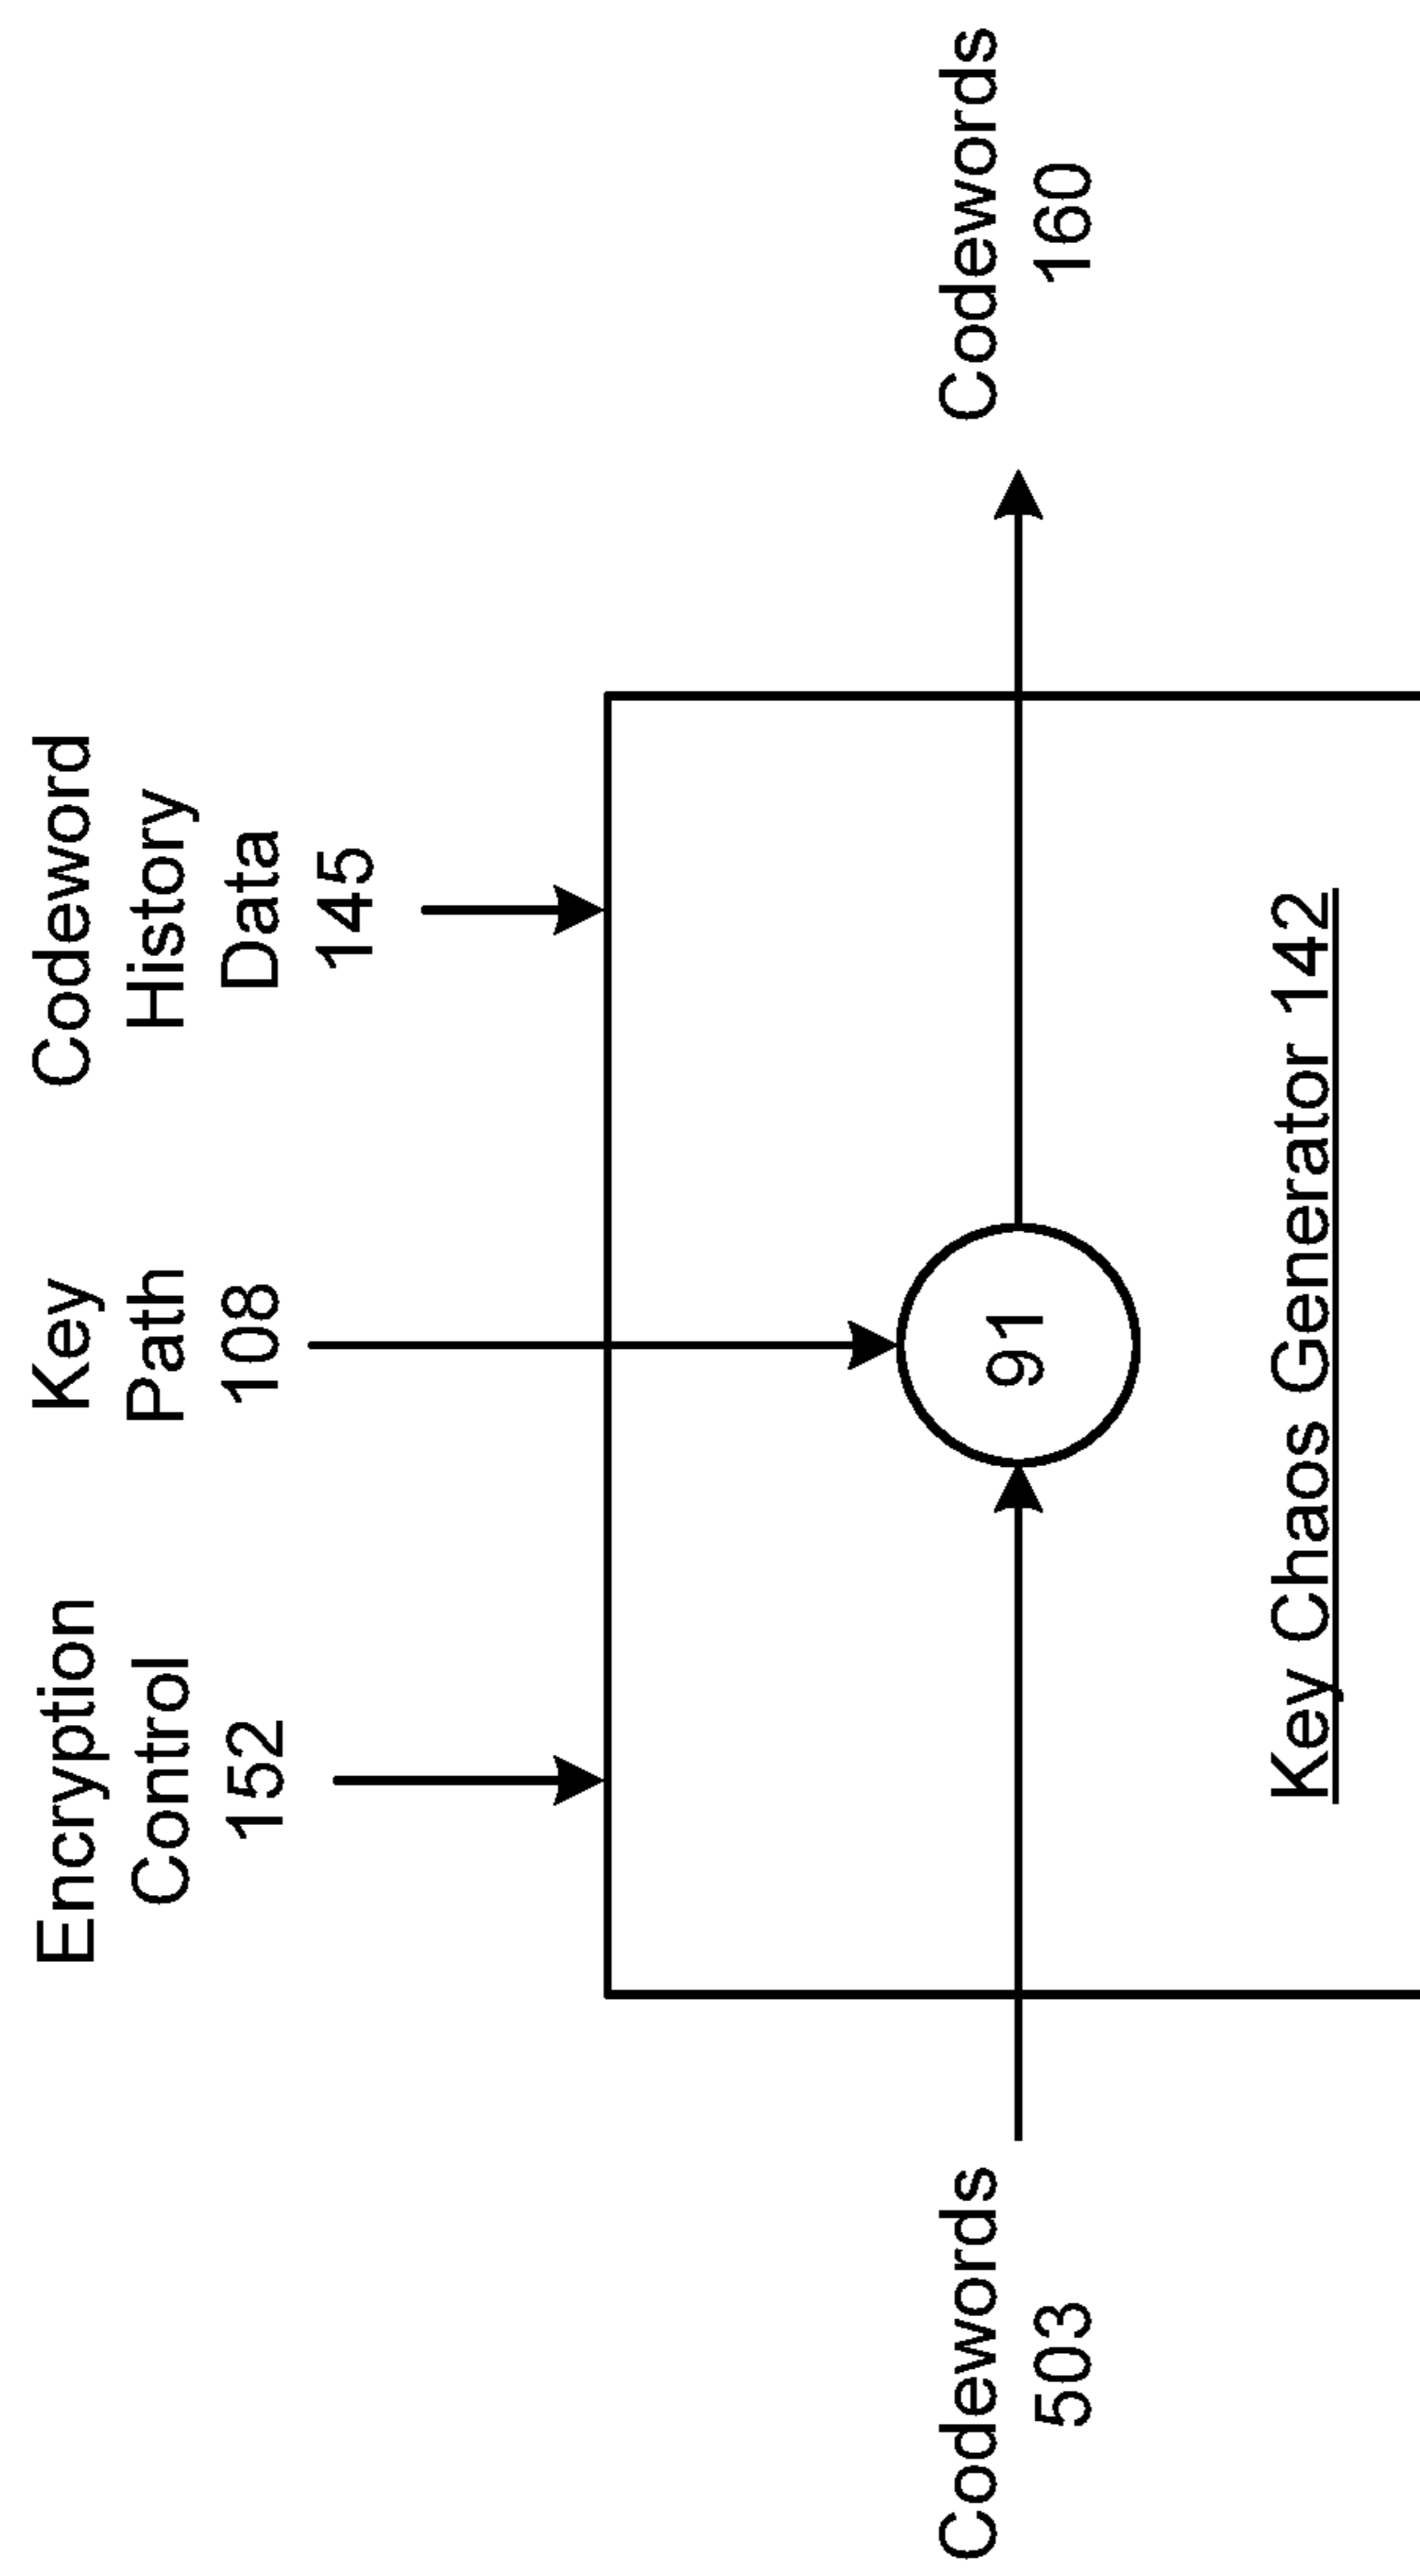 Encryption
Control
152
Key
Path
108
Codeword
History
Data
145
Codewords
503
91
Codewords
160
Key Chaos Generator 142